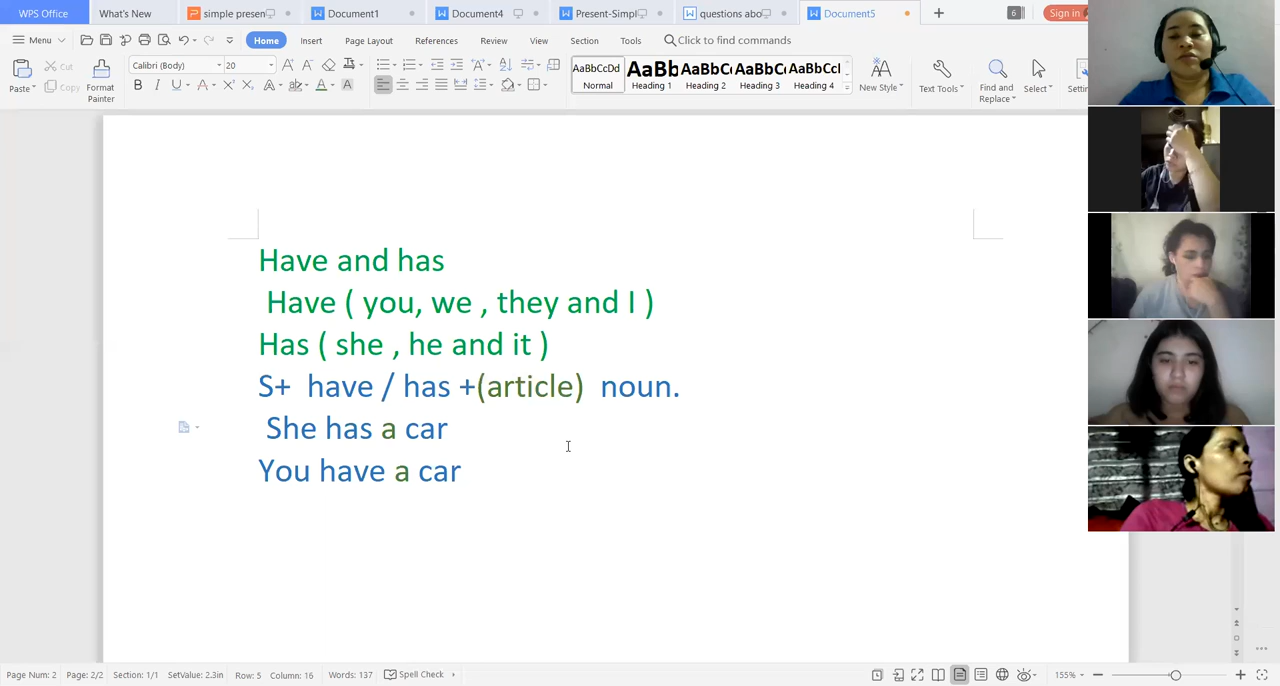 WPS Office What's New simple presen Document1 Document4 Present-Simpl questions abo Document5 + 6 Sign in
Menu Home Insert Page Layout References Review View Section Tools Click to find commands
Calibri (Body) 20 AaBbCcDd AaBb AaBbC AaBbC AaBbCcI
Paste Cut Copy Format Painter B I U A Normal Heading 1 Heading 2 Heading 3 Heading 4 New Style Text Tools Find and Replace Select
Have and has
Have ( you, we , they and I )
Has ( she , he and it )
S+ have / has +(article) noun.
She has a car
You have a car
Page Num: 2 Page: 2/2 Section: 1/1 SetValue: 2.3in Row: 5 Column: 16 Words: 137 Spell Check 155%